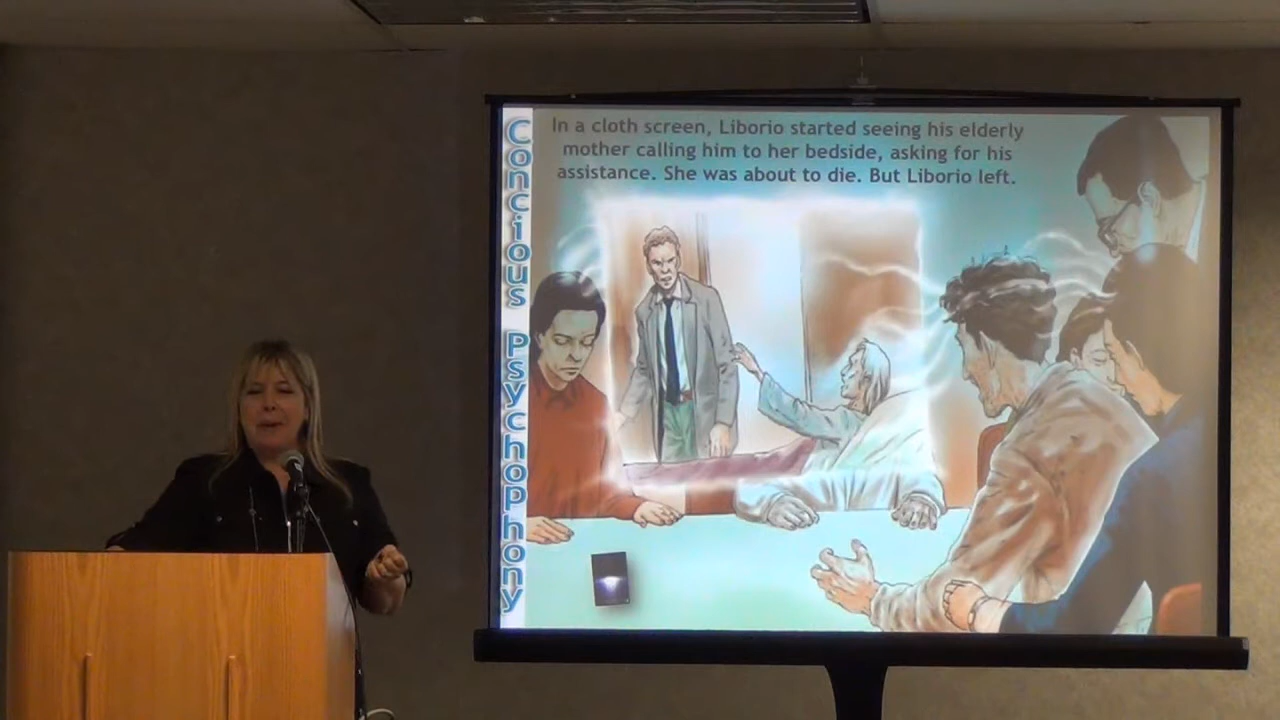 In a cloth screen, Liborio started seeing his elderly
mother calling him to her bedside, asking for his
assistance. She was about to die. But Liborio left.
Concious Psychophony